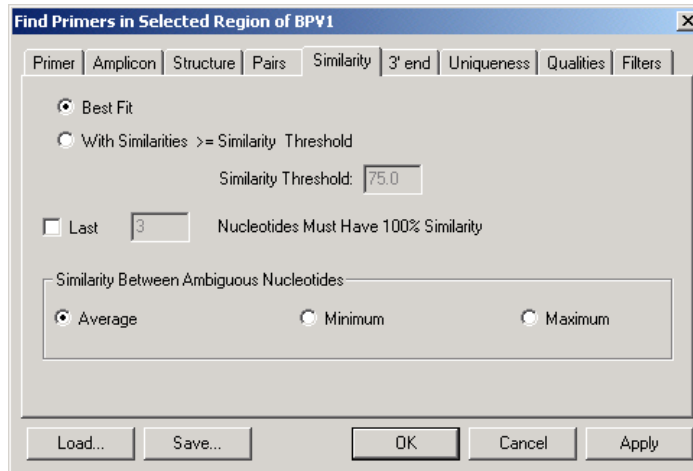 Find Primers in Selected Region of BPV1
Primer Amplicon Structure Pairs Similarity 3' end Uniqueness Qualities Filters
Best Fit
With Similarities >= Similarity Threshold
Similarity Threshold: 75.0
Last 3 Nucleotides Must Have 100% Similarity
Similarity Between Ambiguous Nucleotides
Average Minimum Maximum
Load... Save... OK Cancel Apply